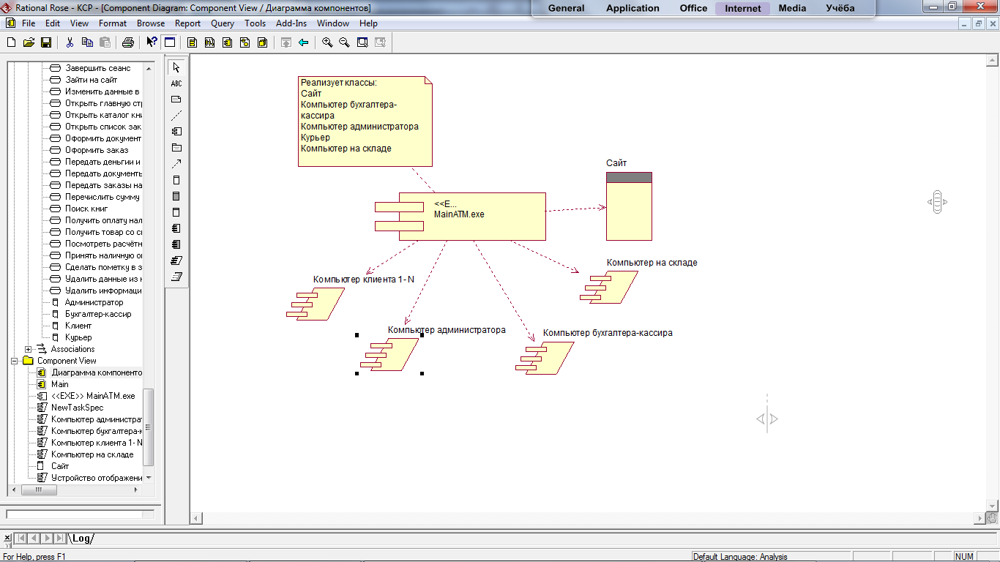 Rational Rose - KCP - [Component Diagram: Component View / Диаграмма компонентов]
General Application Office Internet Media Учёба
File Edit View Format Browse Report Query Tools Add-Ins Window Help
ABC
Завершить сеанс
Зайти на сайт
Изменить данные в
Открыть главную стр
Открыть каталог кни
Открыть список зак
Оформить документ
Оформить заказ
Передать деньгии и
Передать документы
Передать заказы на
Перечислить сумму
Поиск книг
Получить оплату нал
Получить товар со с
Посмотреть расчётн
Принять наличную о
Сделать пометку в з
Удалить данные из
Удалить информаци
Администратор
Бухгалтер-кассир
Клиент
Курьер
Associations
Component View
Диаграмма компоненто
Main
<<EXE>> MainATM.exe
NewTaskSpec
Компьютер администрат
Компьютер бухгалтера-к
Компьютер клиента 1- N
Компьютер на складе
Сайт
Устройство отображени
Реализует классы:
Сайт
Компьютер бухгалтера-
кассира
Компьютер администратора
Курьер
Компьютер на складе
<<E...
MainATM.exe
Сайт
Компьютер на складе
Компьютер клиента 1- N
Компьютер администратора
Компьютер бухгалтера-кассира
Log
For Help, press F1
Default Language: Analysis
NUM